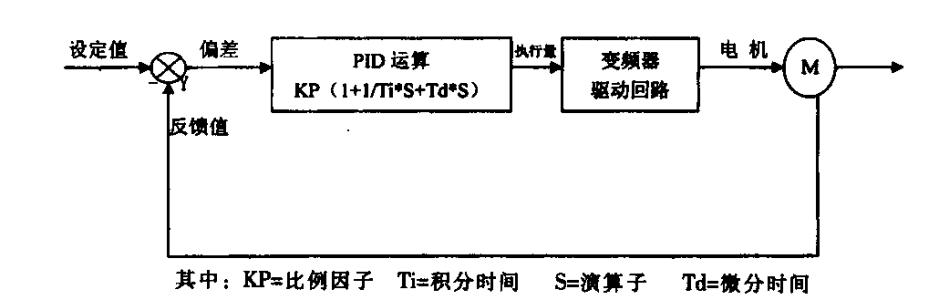 设定值
偏差
PID 运算
KP（1+1/Ti*S+Td*S）
执行量
变频器
驱动回路
电 机
M
− Y
反馈值
其中：KP=比例因子 Ti=积分时间 S=演算子 Td=微分时间